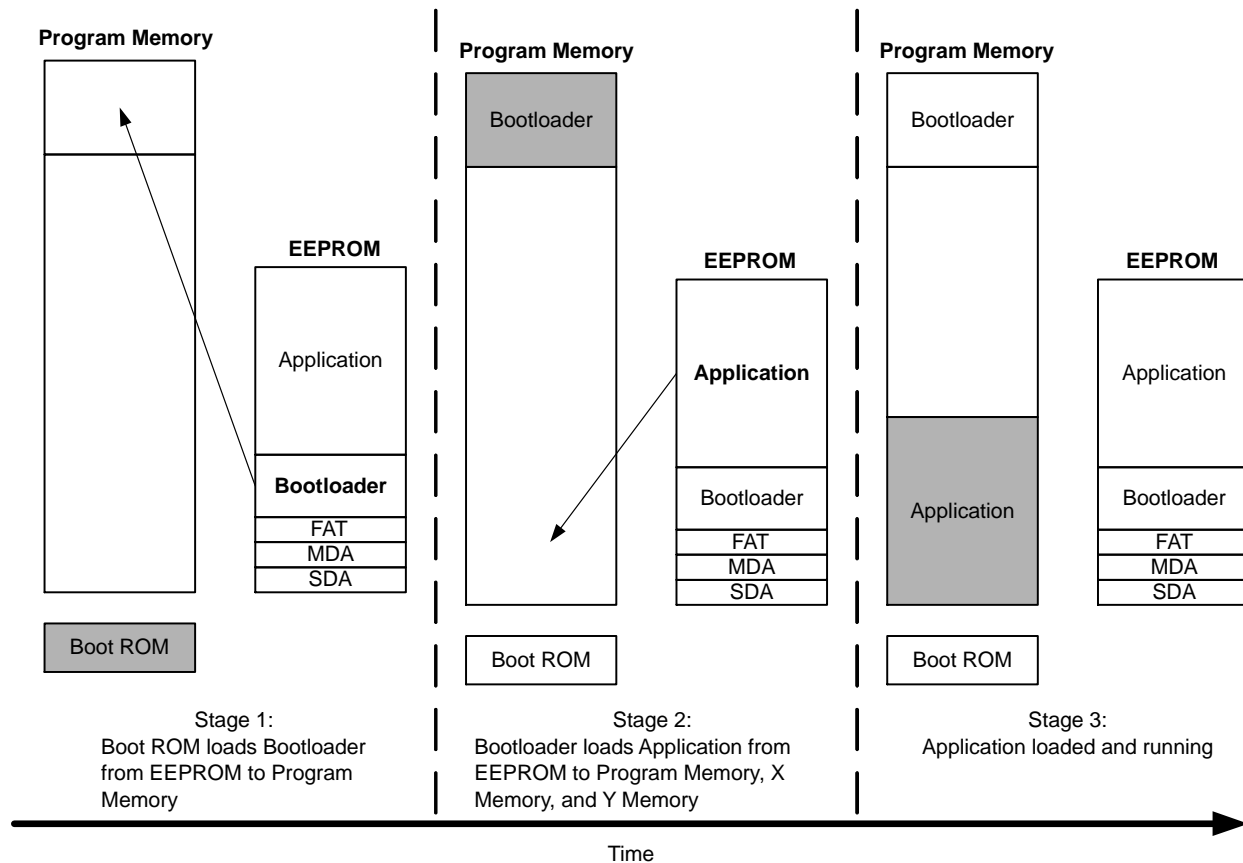 Program Memory
EEPROM
Application
Bootloader
FAT
MDA
SDA
Boot ROM
Stage 1:
Boot ROM loads Bootloader
from EEPROM to Program
Memory
Program Memory
Bootloader
EEPROM
Application
Bootloader
FAT
MDA
SDA
Boot ROM
Stage 2:
Bootloader loads Application from
EEPROM to Program Memory, X
Memory, and Y Memory
Program Memory
Bootloader
EEPROM
Application
Application
Bootloader
FAT
MDA
SDA
Boot ROM
Stage 3:
Application loaded and running
Time